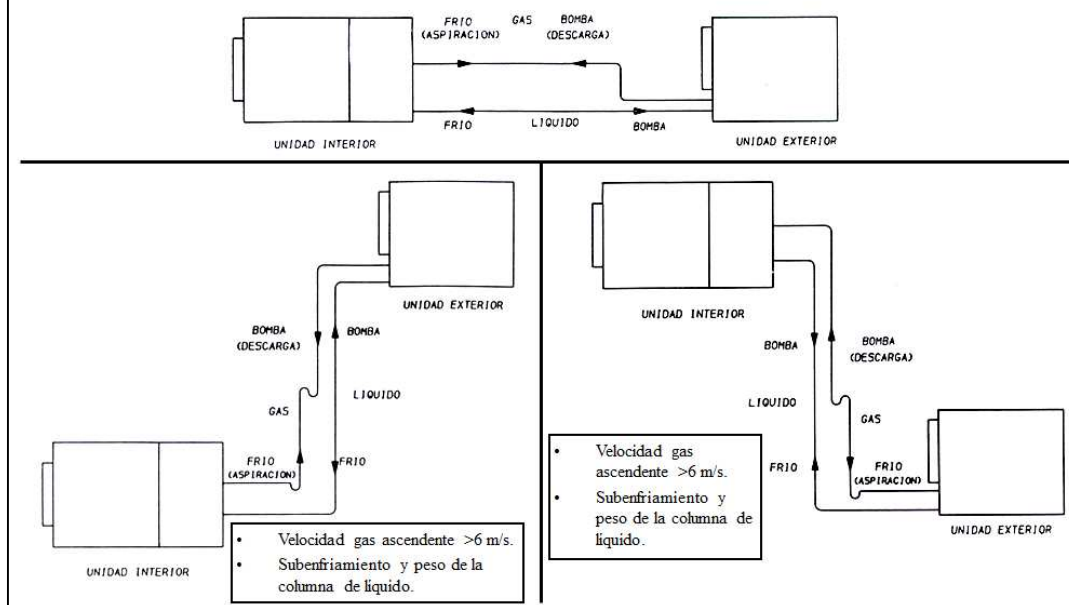 FRIO
(ASPIRACION)
GAS
BOMBA
(DESCARGA)
FRIO
LIQUIDO
BOMBA
UNIDAD INTERIOR
UNIDAD EXTERIOR
UNIDAD EXTERIOR
BOMBA
(DESCARGA)
BOMBA
GAS
LIQUIDO
FRIO
(ASPIRACION)
FRIO
UNIDAD INTERIOR
• Velocidad gas ascendente >6 m/s.
• Subenfriamiento y peso de la
columna de liquido.
UNIDAD INTERIOR
BOMBA
BOMBA
(DESCARGA)
LIQUIDO
GAS
FRIO
FRIO
(ASPIRACION)
UNIDAD EXTERIOR
• Velocidad gas
ascendente >6 m/s.
• Subenfriamiento y
peso de la columna de
liquido.